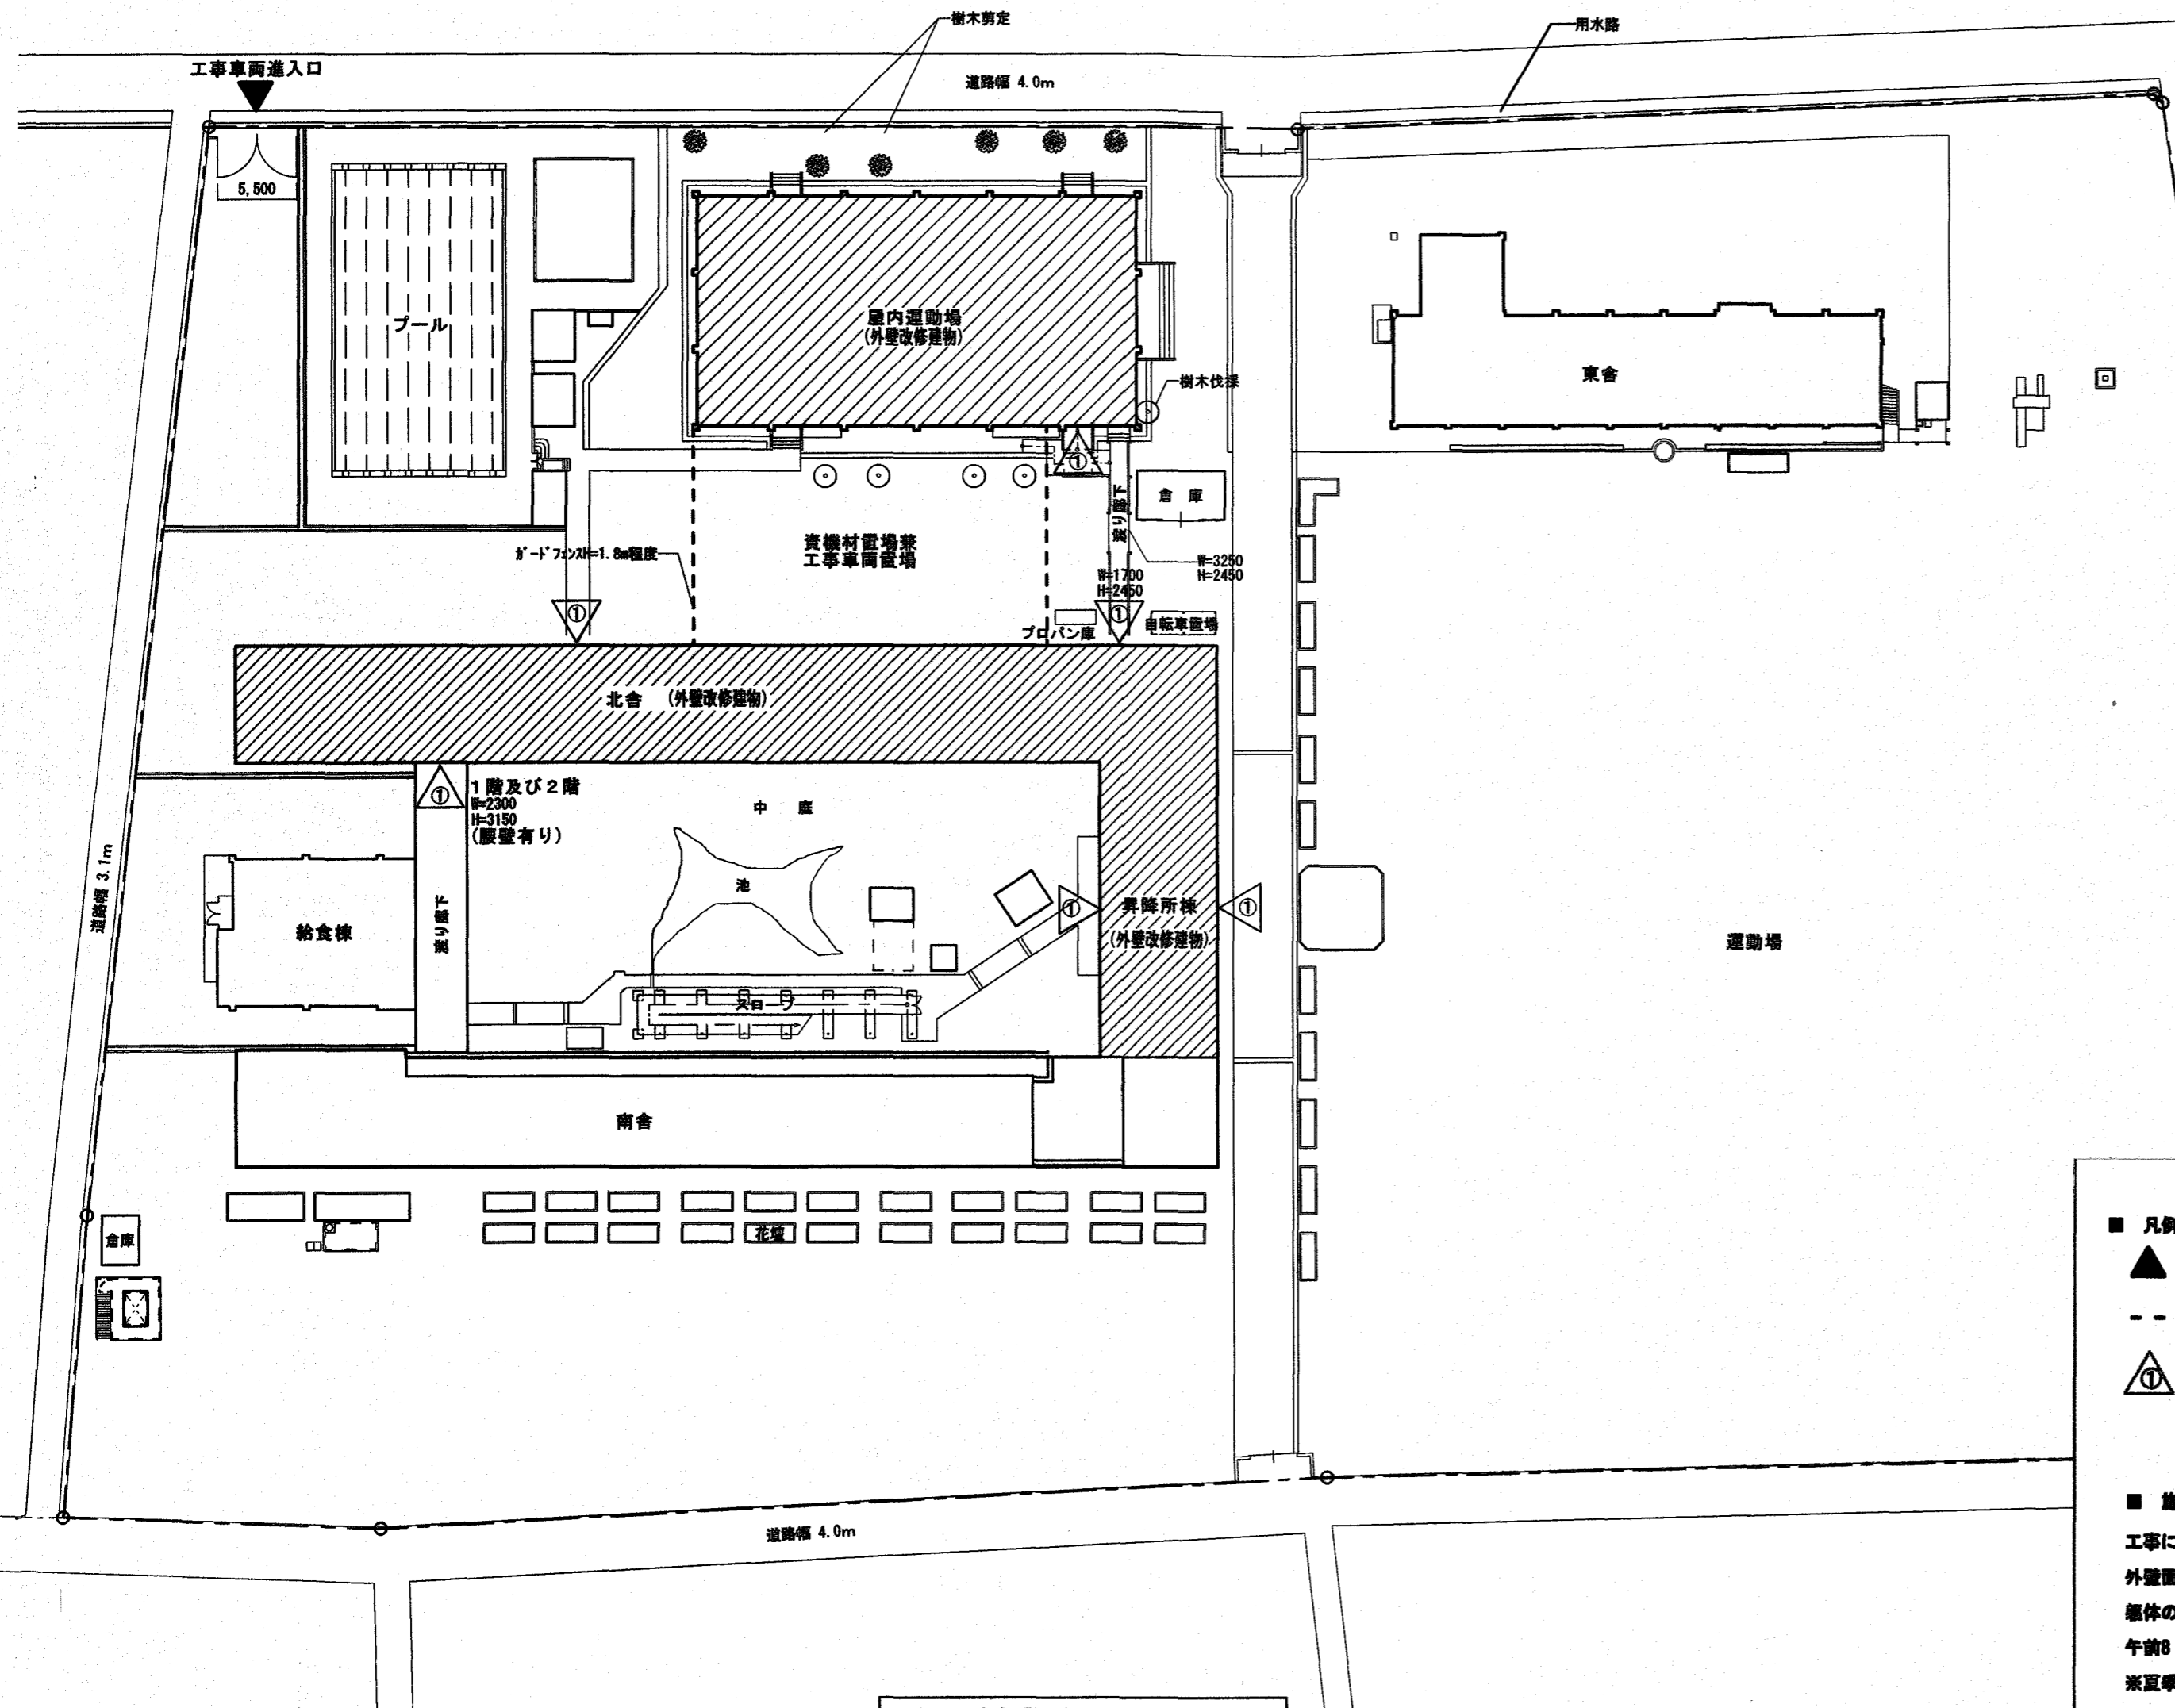 樹木剪定
用水路
工事車両進入口
道路幅 4.0m
5,500
プール
屋内運動場
(外壁改修建物)
樹木伐採
東舎
①
倉 庫
渡り廊下
ガードフェンスH=1.8m程度
資機材置場兼
工事車両置場
W=3250
H=2450
W=1700
H=2450
①
①
プロパン庫
自転車置場
北舎 (外壁改修建物)
①
1階及び2階
W=2300
H=3150
(腰壁有り)
中 庭
道路幅 3.1m
池
給食棟
渡り廊下
①
昇降所棟
(外壁改修建物)
①
運動場
スロープ
南舎
倉庫
花壇
道路幅 4.0m
■ 凡例
①
■ 施
工事に
外壁面
躯体の
午前8
※夏季